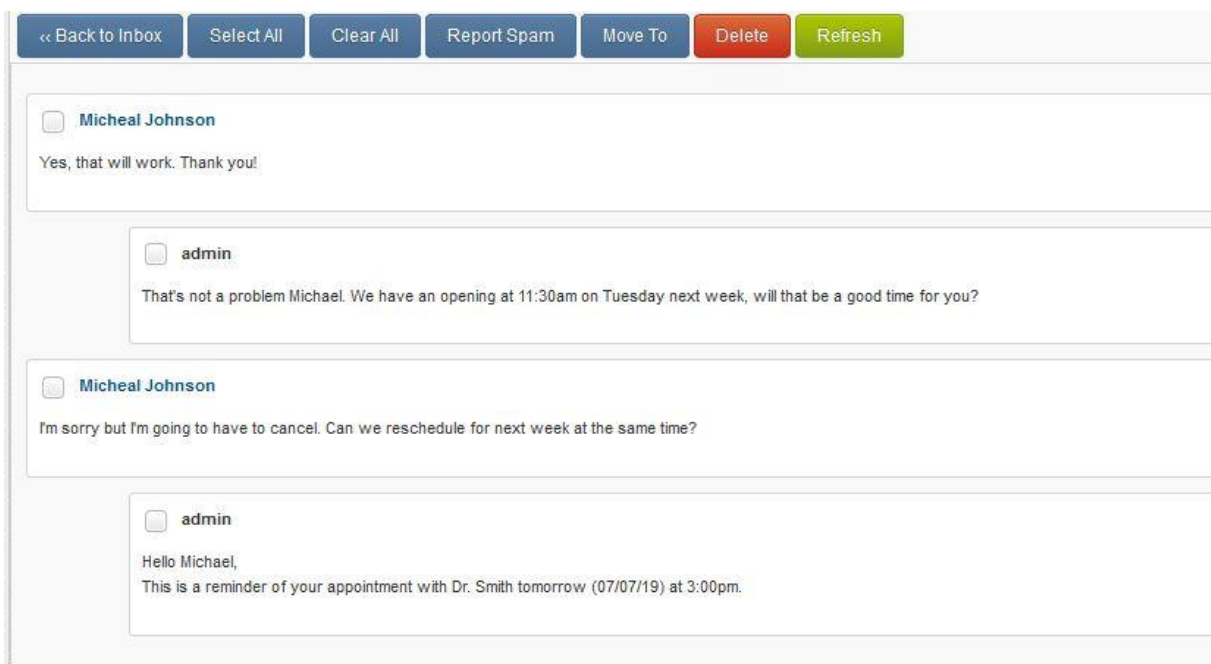 ‹‹ Back to Inbox
Select All
Clear All
Report Spam
Move To
Delete
Refresh
Micheal Johnson
Yes, that will work. Thank you!
admin
That's not a problem Michael. We have an opening at 11:30am on Tuesday next week, will that be a good time for you?
Micheal Johnson
I'm sorry but I'm going to have to cancel. Can we reschedule for next week at the same time?
admin
Hello Michael,
This is a reminder of your appointment with Dr. Smith tomorrow (07/07/19) at 3:00pm.